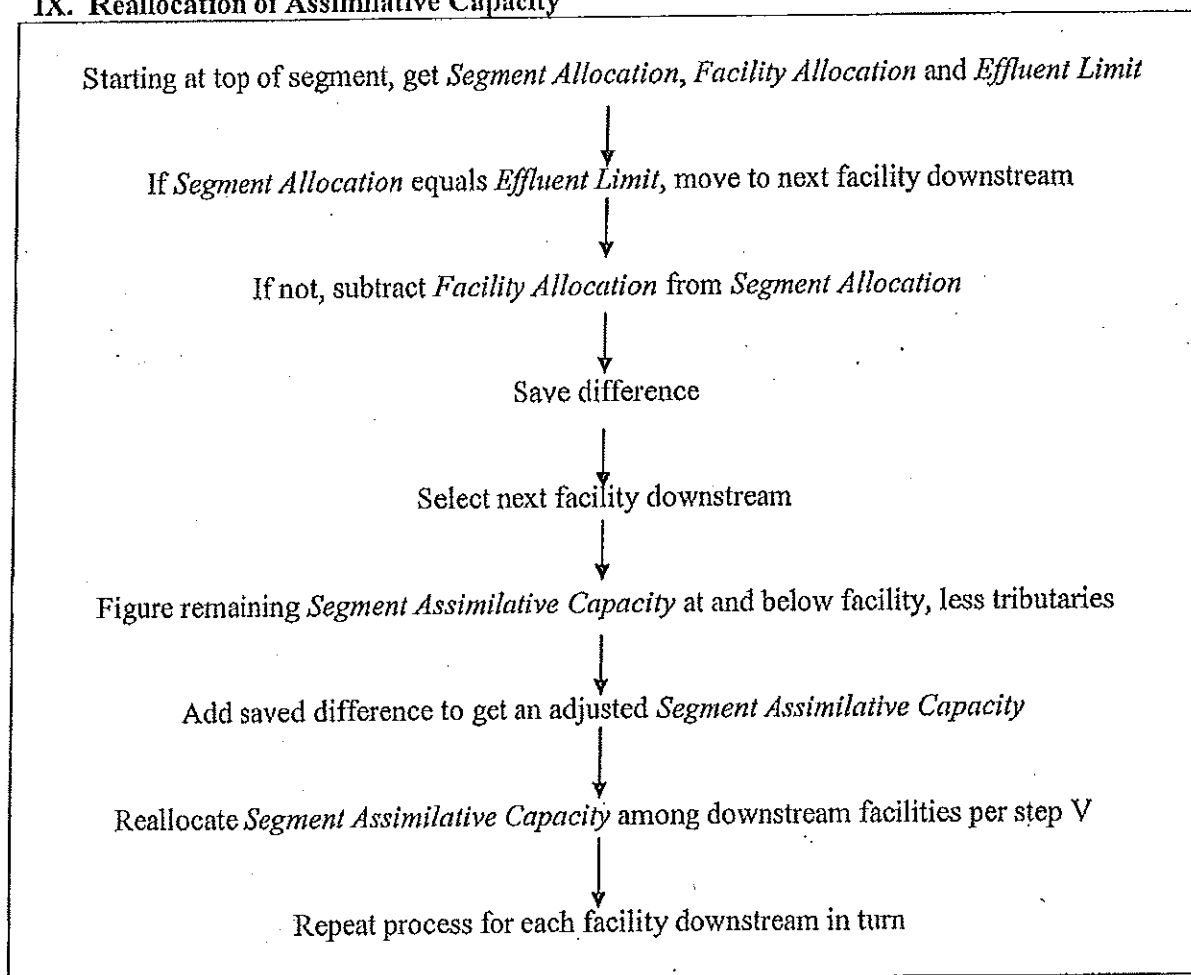 IX. Reallocation of Assimilative Capacity
Starting at top of segment, get Segment Allocation, Facility Allocation and Effluent Limit
If Segment Allocation equals Effluent Limit, move to next facility downstream
If not, subtract Facility Allocation from Segment Allocation
Save difference
Select next facility downstream
Figure remaining Segment Assimilative Capacity at and below facility, less tributaries
Add saved difference to get an adjusted Segment Assimilative Capacity
Reallocate Segment Assimilative Capacity among downstream facilities per step V
Repeat process for each facility downstream in turn